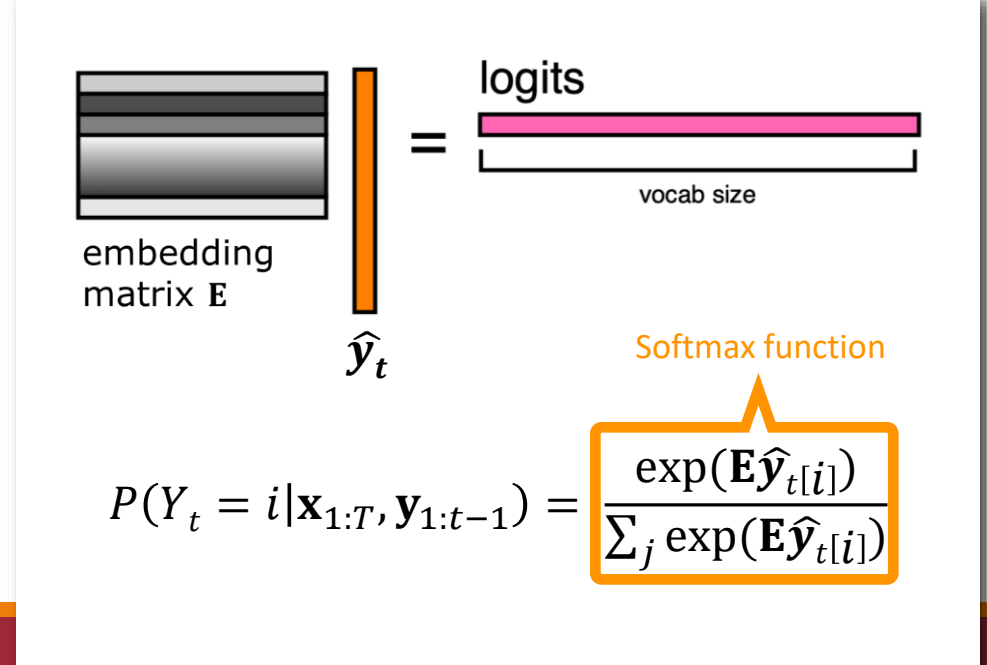 logits
=
vocab size
embedding
matrix E
ŷₜ
Softmax function
P(Yₜ = i|x₁:T, y₁:t−1) = exp(Eŷₜ[i]) / ∑ⱼ exp(Eŷₜ[j])